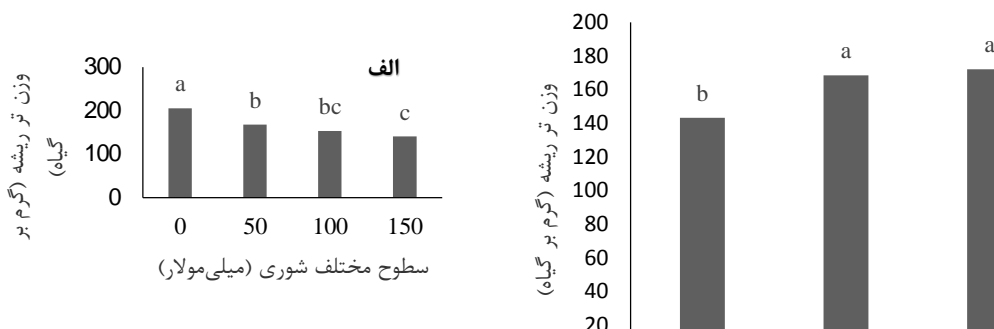 الف
وزن تر ریشه (گرم بر
گیاه)
300
200
100
0
a
b
bc
c
0 50 100 150
سطوح مختلف شوری (میلی‌مولار)
وزن تر ریشه (گرم بر گیاه)
200
180
160
140
120
100
80
60
40
20
b
a
a